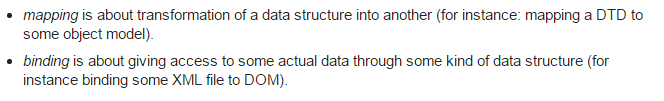 • mapping is about transformation of a data structure into another (for instance: mapping a DTD to
some object model).
• binding is about giving access to some actual data through some kind of data structure (for
instance binding some XML file to DOM).